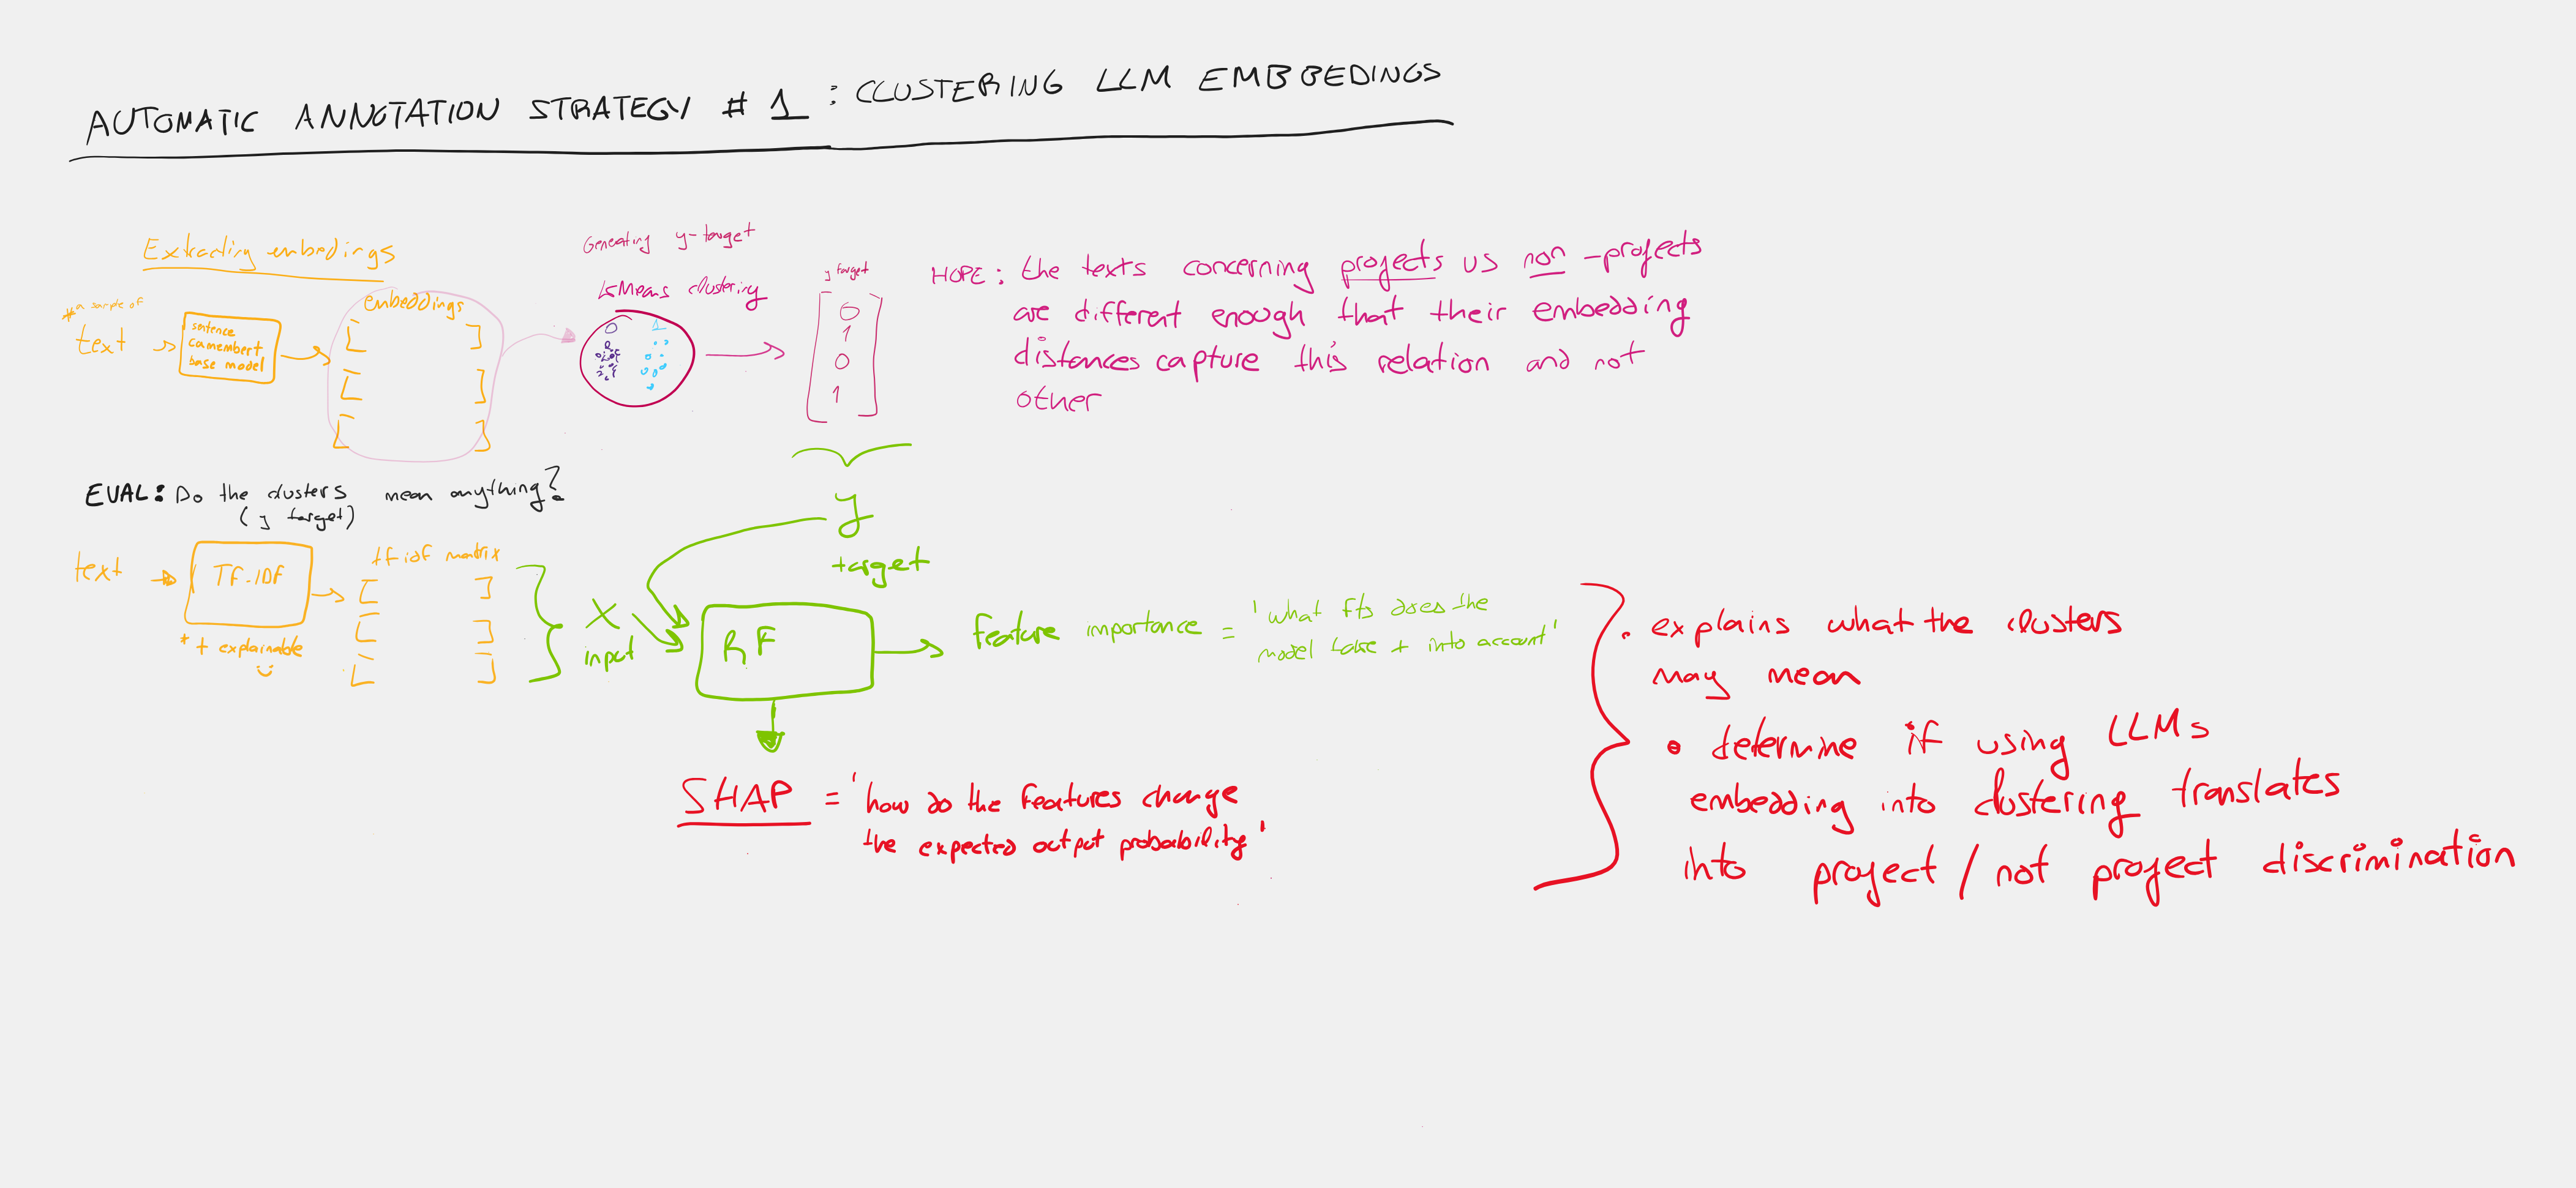 AUTOMATIC ANNOTATION STRATEGY # 1 : CLUSTERING LLM EMBBEDINGS
Extracting embedings
* a sample of
text
sentence
camembert
base model
embeddings
Generating y-target
KMeans clustering
0 1
y target
0
1
0
1
HOPE : the texts concerning projects vs non-projects
are different enough that their embedding
distances capture this relation and not
other
EVAL: Do the clusters mean anything?
(y target)
text
TF-IDF
* + explainable
tf idf matrix
X
input
y
target
RF
feature importance = 'what fts does the
model take + into account'
SHAP = 'how do the features change
the expected output probability'
. explains what the clusters
may mean
• determine if using LLMs
embedding into clustering translates
into project / not project discrimination